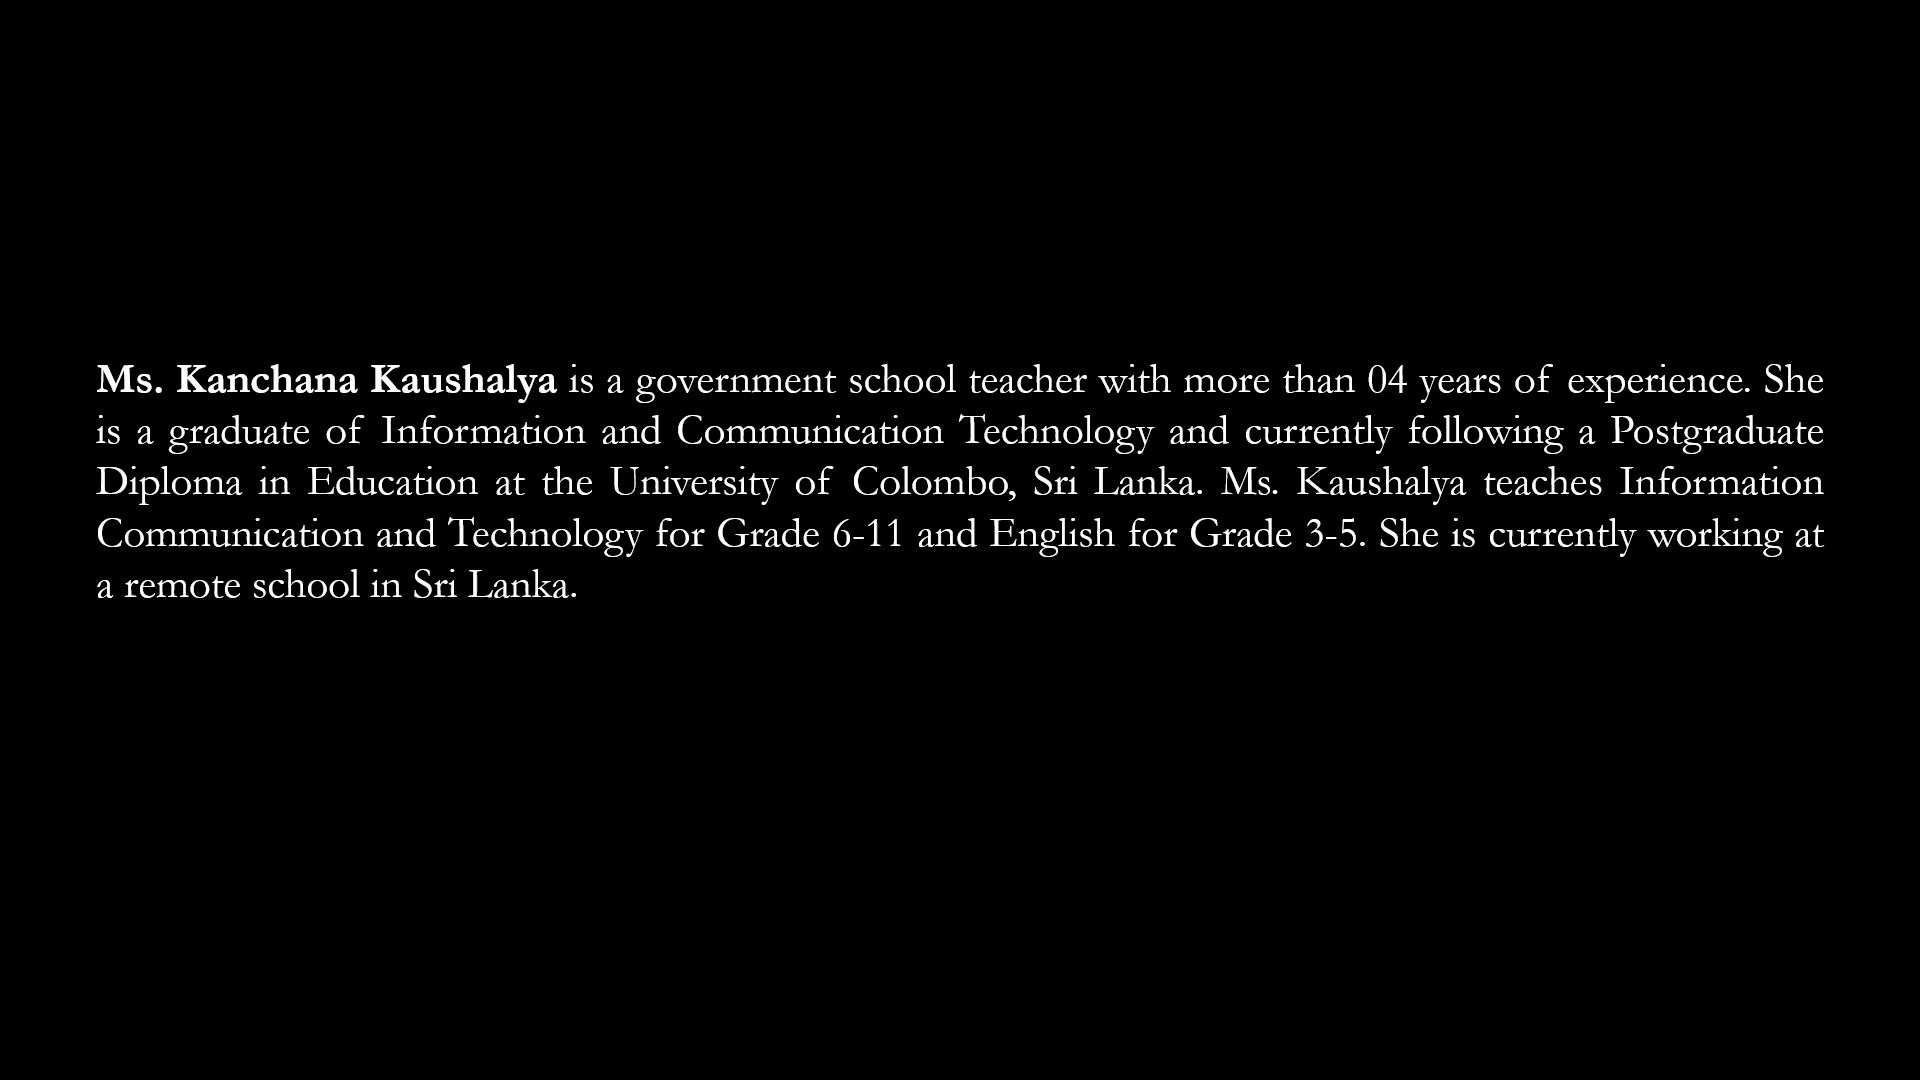 Ms. Kanchana Kaushalya is a government school teacher with more than 04 years of experience. She
is a graduate of Information and Communication Technology and currently following a Postgraduate
Diploma in Education at the University of Colombo, Sri Lanka. Ms. Kaushalya teaches Information
Communication and Technology for Grade 6-11 and English for Grade 3-5. She is currently working at
a remote school in Sri Lanka.